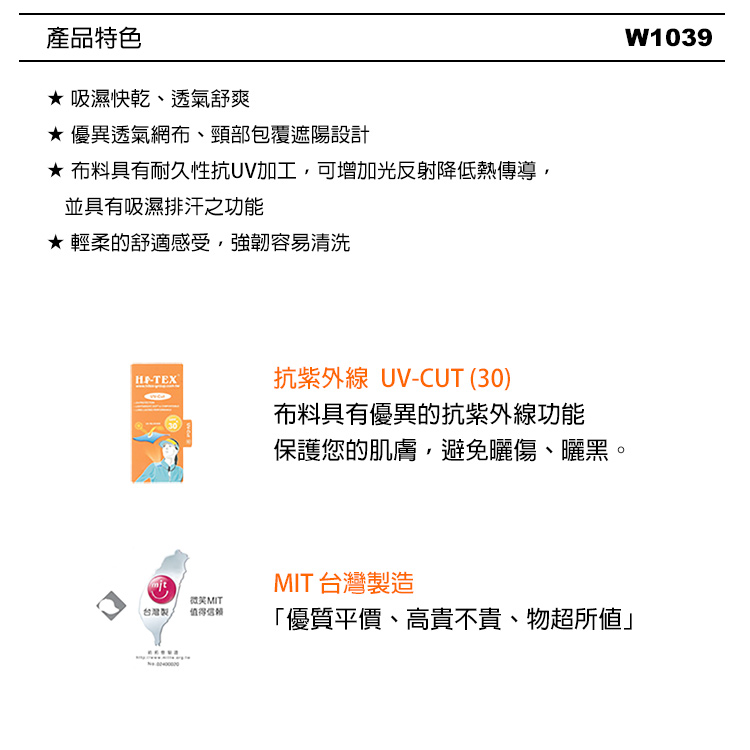 產品特色
W1039
★ 吸濕快乾、透氣舒爽
★ 優異透氣網布、頸部包覆遮陽設計
★ 布料具有耐久性抗UV加工，可增加光反射降低熱傳導，
並具有吸濕排汗之功能
★ 輕柔的舒適感受，強韌容易清洗
HI-TEX
30
抗紫外線 UV-CUT (30)
布料具有優異的抗紫外線功能
保護您的肌膚，避免曬傷、曬黑。
mit
台灣製
微笑MIT
值得信賴
MIT 台灣製造
「優質平價、高貴不貴、物超所值」